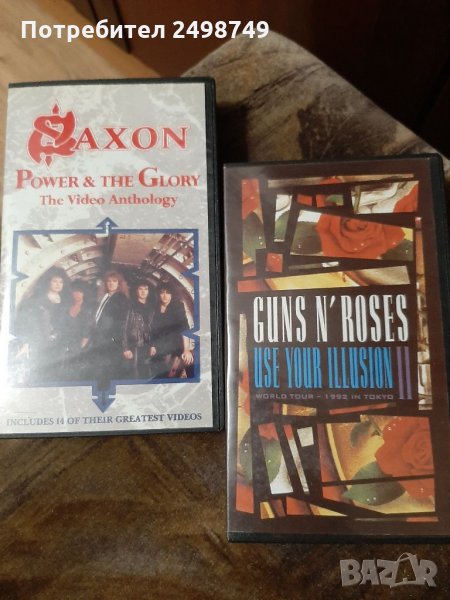 Потребител 2498749
SAXON
POWER & THE GLORY
The Video Anthology
INCLUDES 14 OF THEIR GREATEST VIDEOS
GUNS N' ROSES
USE YOUR ILLUSION II
WORLD TOUR - 1992 IN TOKYO
BAZAR